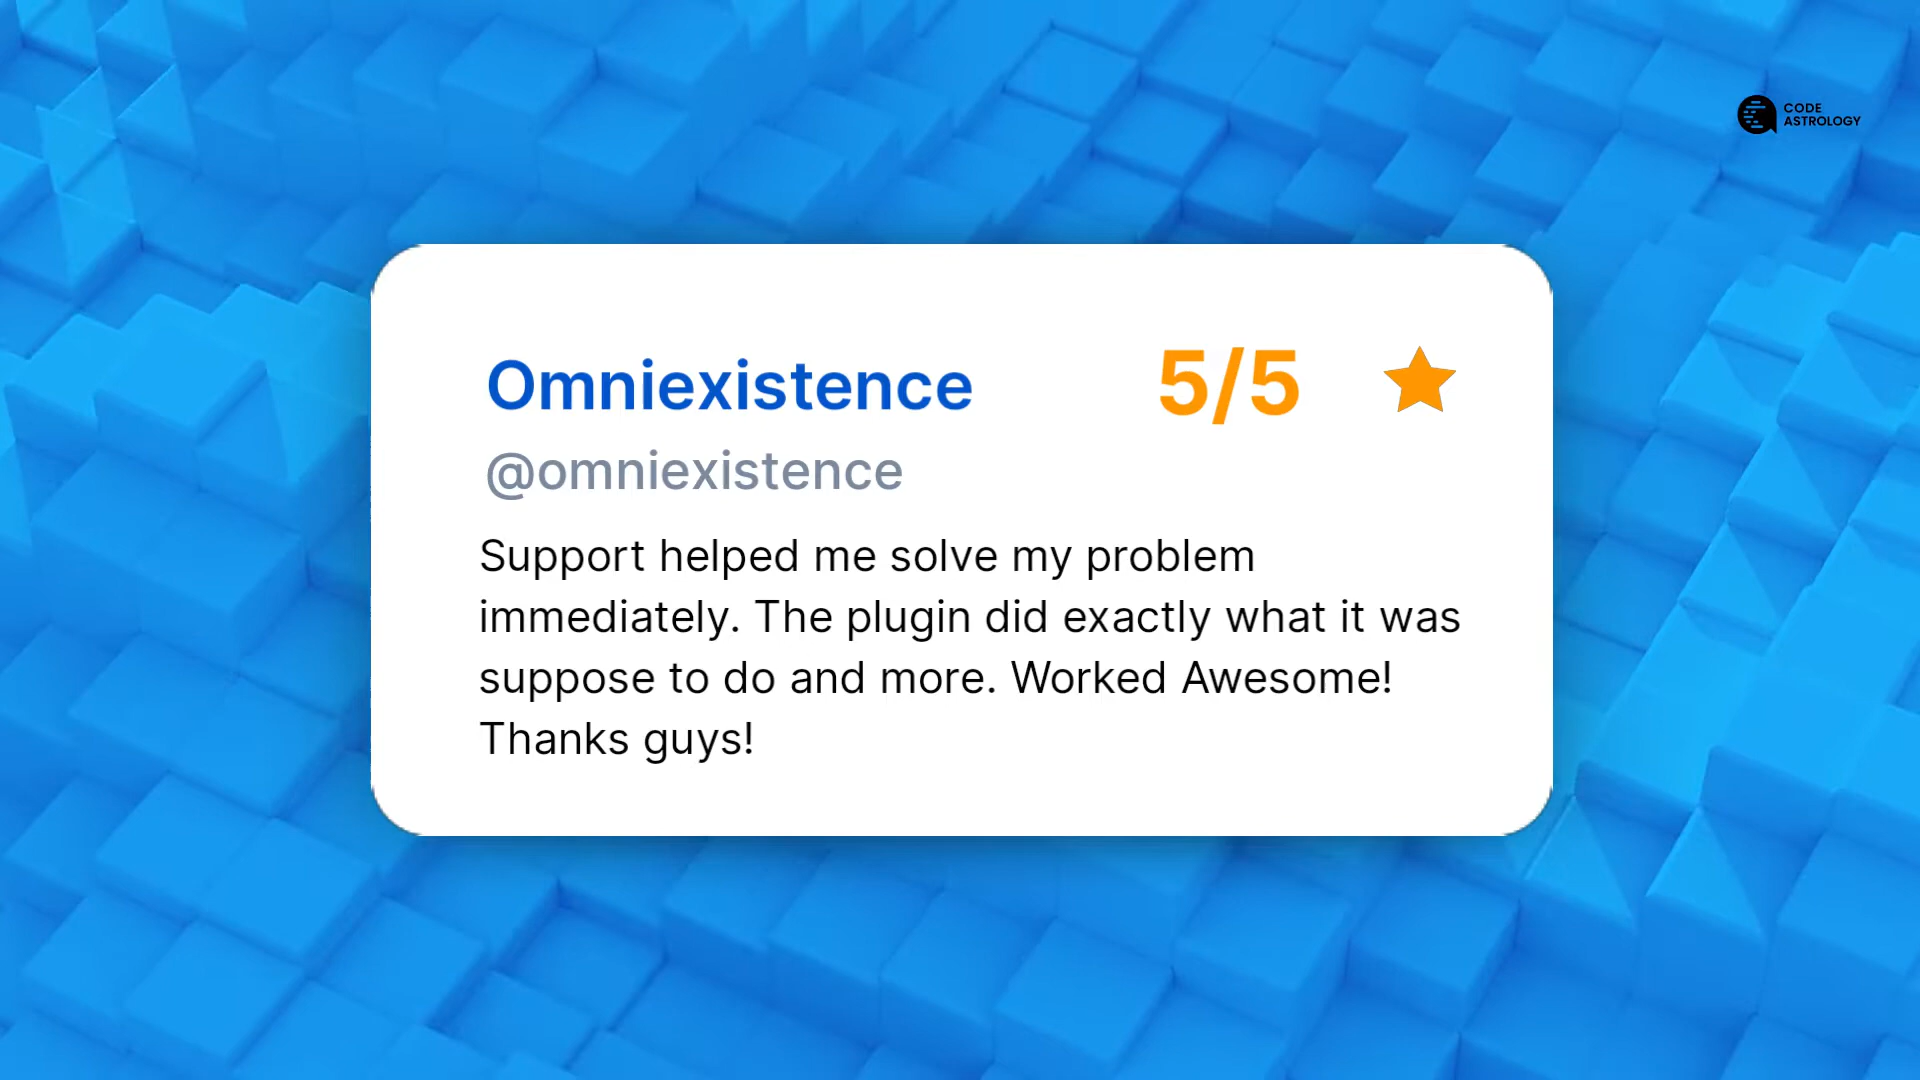 CODE
ASTROLOGY
Omniexistence 5/5
@omniexistence
Support helped me solve my problem
immediately. The plugin did exactly what it was
suppose to do and more. Worked Awesome!
Thanks guys!